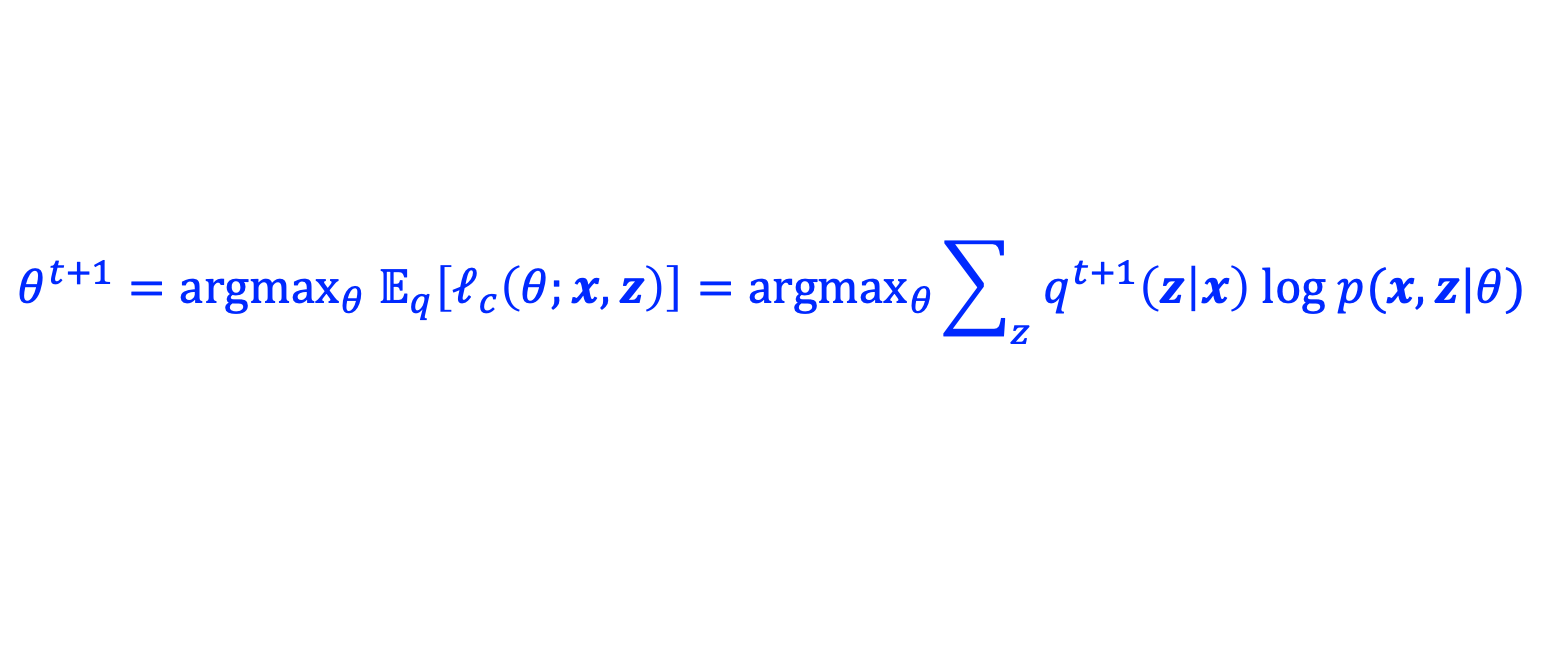 θ^{t+1} = argmax_θ 𝔼_q[ℓ_c(θ; 𝒙, 𝒛)] = argmax_θ ∑_z q^{t+1}(𝒛|𝒙) log p(𝒙, 𝒛|θ)